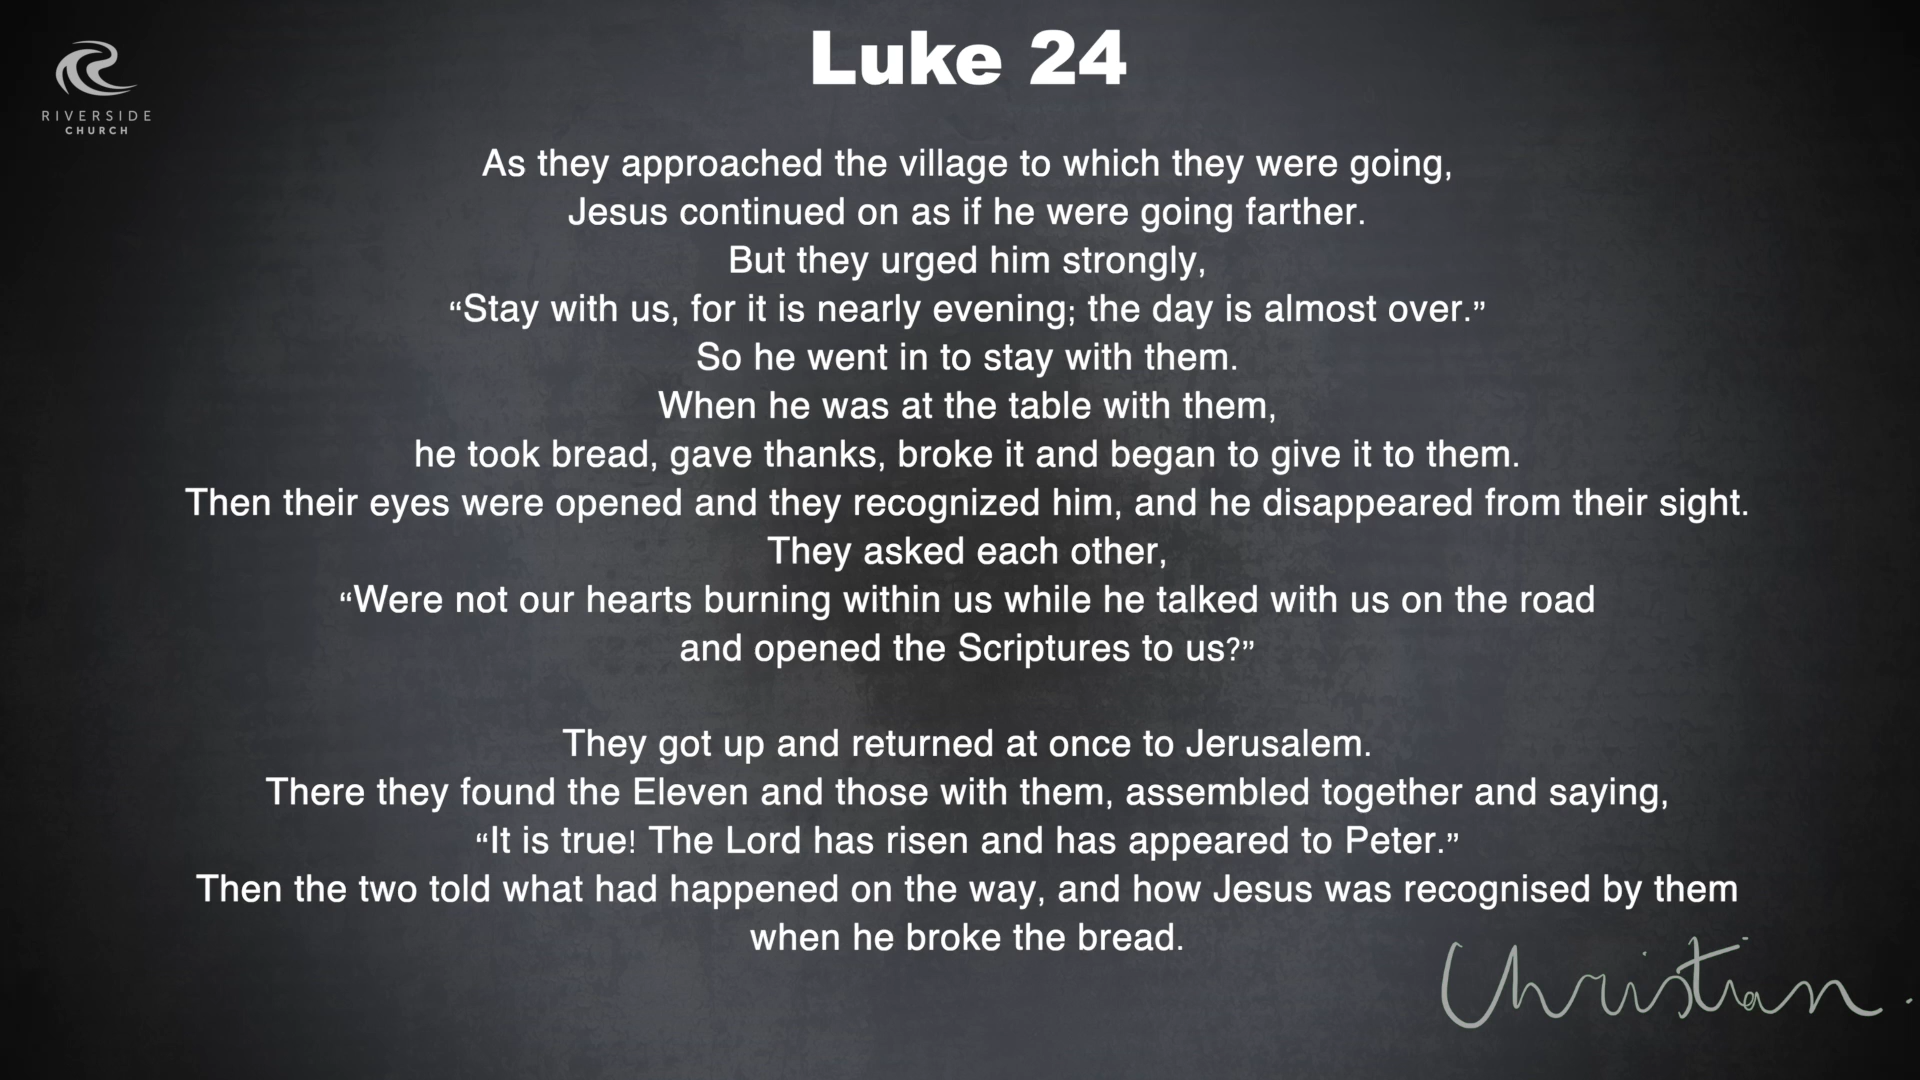 RIVERSIDE
CHURCH
Luke 24
As they approached the village to which they were going,
Jesus continued on as if he were going farther.
But they urged him strongly,
“Stay with us, for it is nearly evening; the day is almost over.”
So he went in to stay with them.
When he was at the table with them,
he took bread, gave thanks, broke it and began to give it to them.
Then their eyes were opened and they recognized him, and he disappeared from their sight.
They asked each other,
“Were not our hearts burning within us while he talked with us on the road
and opened the Scriptures to us?”
They got up and returned at once to Jerusalem.
There they found the Eleven and those with them, assembled together and saying,
“It is true! The Lord has risen and has appeared to Peter.”
Then the two told what had happened on the way, and how Jesus was recognised by them
when he broke the bread.
Christian.